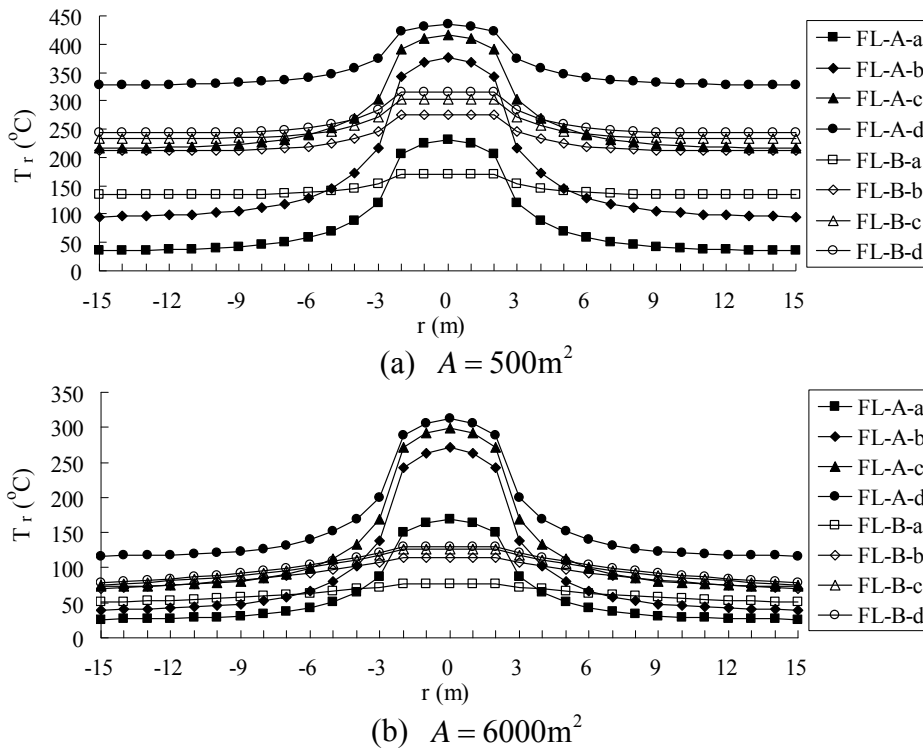 450
400
350
300
250
200
150
100
50
0
T r (°C)
-15 -12 -9 -6 -3 0 3 6 9 12 15
r (m)
FL-A-a
FL-A-b
FL-A-c
FL-A-d
FL-B-a
FL-B-b
FL-B-c
FL-B-d
(a) A = 500m²
350
300
250
200
150
100
50
0
T r (°C)
-15 -12 -9 -6 -3 0 3 6 9 12 15
r (m)
FL-A-a
FL-A-b
FL-A-c
FL-A-d
FL-B-a
FL-B-b
FL-B-c
FL-B-d
(b) A = 6000m²